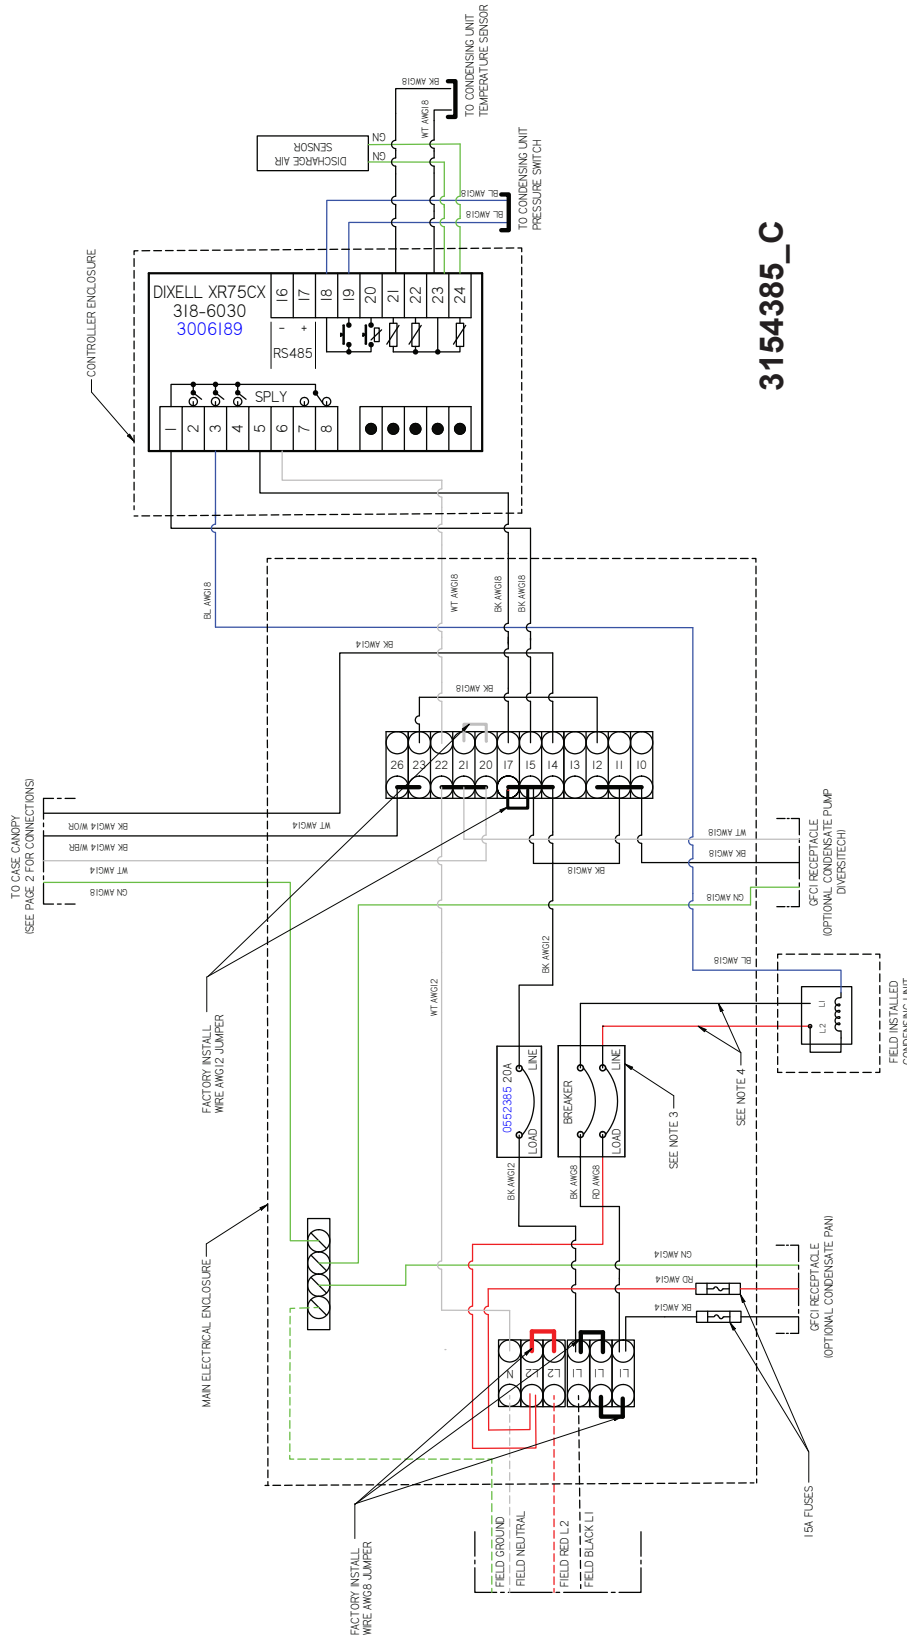 CONTROLLER ENCLOSURE
DIXELL XR75CX
318-6030
3006189
16
17
18
19
20
21
22
23
24
- +
RS485
SPLY
1
2
3
4
5
6
7
8
DISCHARGE AIR
SENSOR
GN
GN
BK AWG18
WT AWG18
TO CONDENSING UNIT
TEMPERATURE SENSOR
BL AWG18
BL AWG18
TO CONDENSING UNIT
PRESSURE SWITCH
3154385_C
BL AWG18
WT AWG18
BK AWG18
BK AWG18
BK AWG14
BK AWG18
26
23
22
21
20
17
15
14
13
12
11
10
TO CASE CANOPY
(SEE PAGE 2 FOR CONNECTIONS)
WT AWG14
BK AWG14 W/OR
BK AWG14 W/BR
WT AWG14
GN AWG18
FACTORY INSTALL
WIRE AWG12 JUMPER
WT AWG12
BK AWG12
BK AWG18
WT AWG18
BK AWG18
GN AWG18
GFCI RECEPTACLE
(OPTIONAL CONDENSATE PUMP
DIVERSITECH)
BL AWG18
L1
L2
FIELD INSTALLED
CONDENSING UNIT
SEE NOTE 4
SEE NOTE 3
0552385 20A
LINE
LOAD
BREAKER
LINE
LOAD
BK AWG12
BK AWG8
RD AWG8
MAIN ELECTRICAL ENCLOSURE
GN AWG14
RD AWG14
BK AWG14
GFCI RECEPTACLE
(OPTIONAL CONDENSATE PAN)
15A FUSES
N
L2
L2
L1
L1
L1
FACTORY INSTALL
WIRE AWG8 JUMPER
FIELD GROUND
FIELD NEUTRAL
FIELD RED L2
FIELD BLACK L1